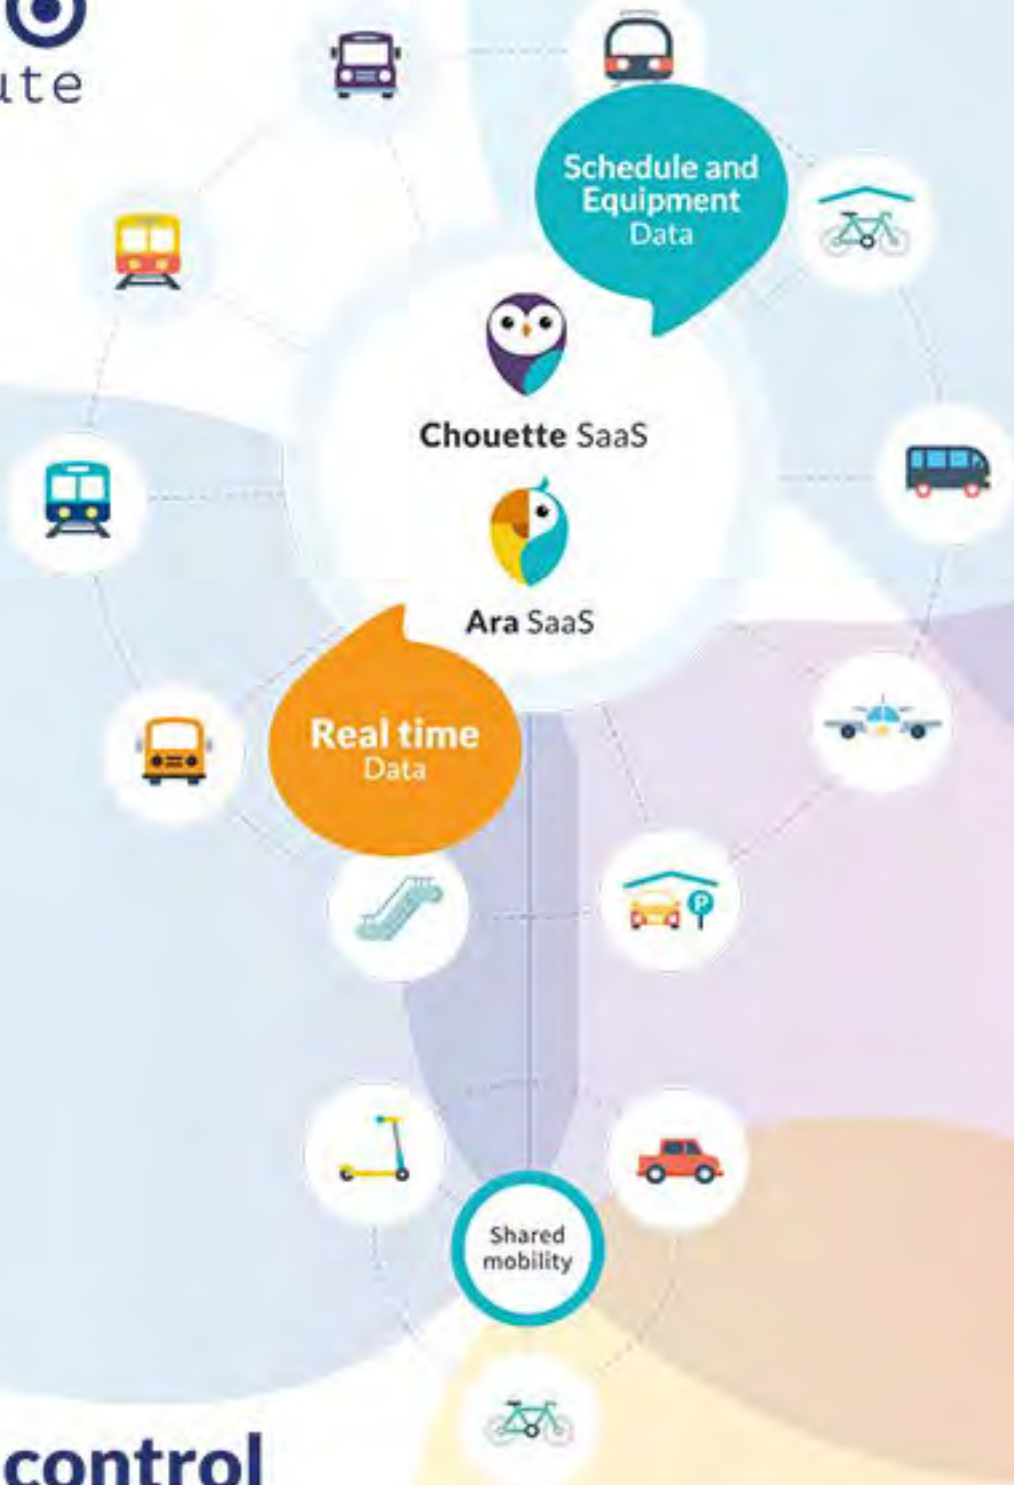 ute
Schedule and
Equipment
Data
Chouette SaaS
Ara SaaS
Real time
Data
P
Shared
mobility
control